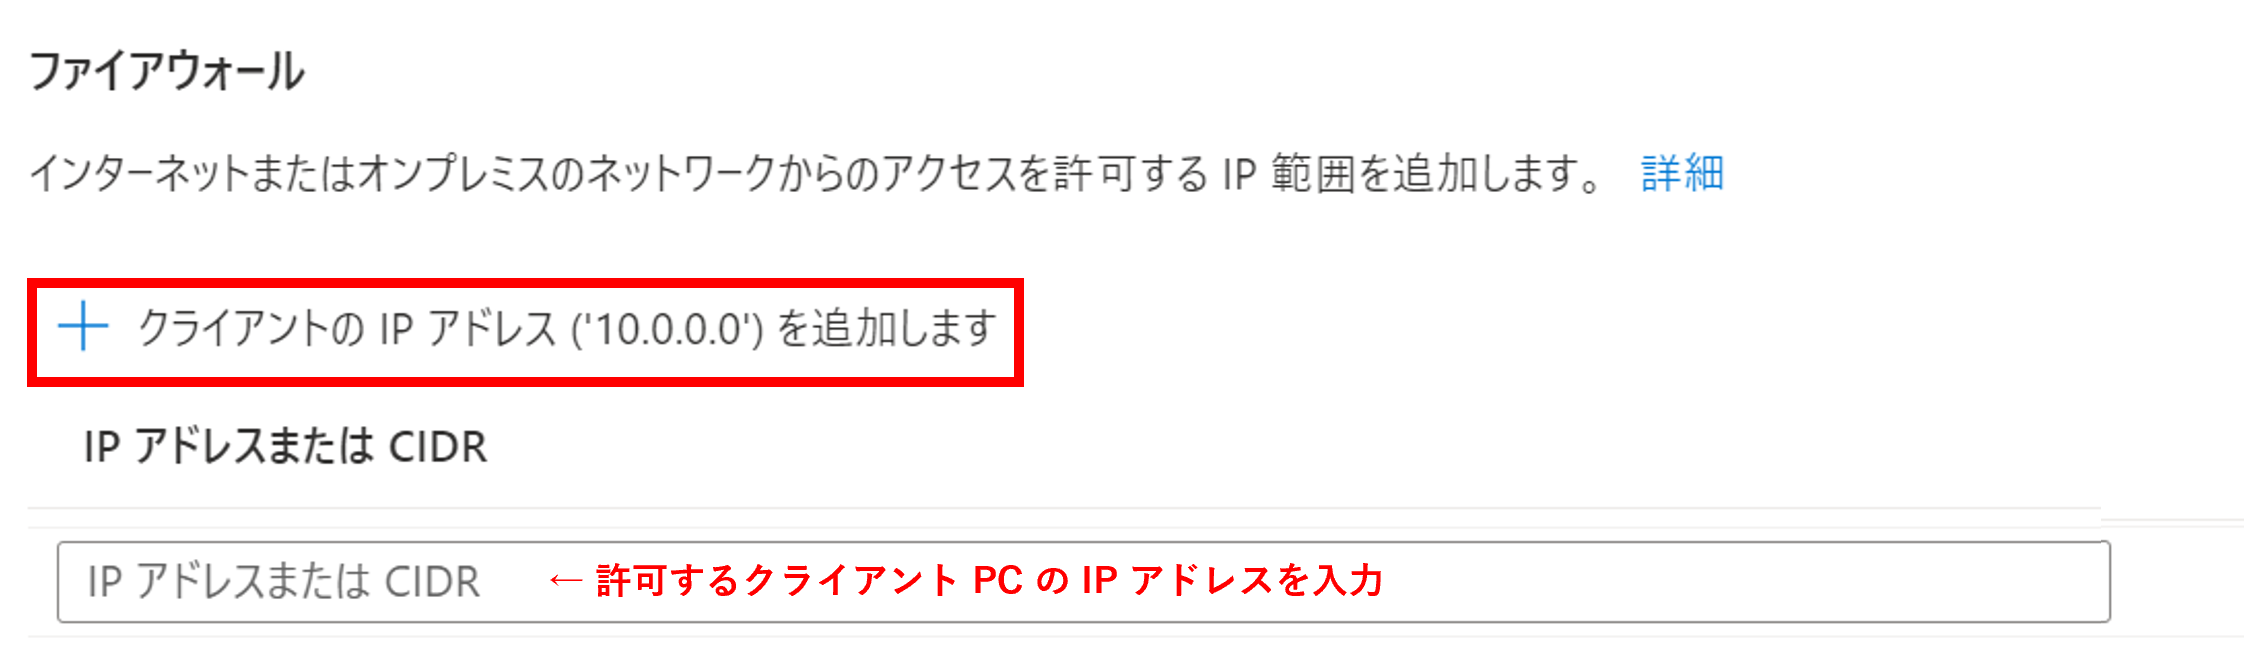 ファイアウォール
インターネットまたはオンプレミスのネットワークからのアクセスを許可する IP 範囲を追加します。 詳細
クライアントの IP アドレス ('10.0.0.0') を追加します
IP アドレスまたは CIDR
IP アドレスまたは CIDR ← 許可するクライアント PC の IP アドレスを入力